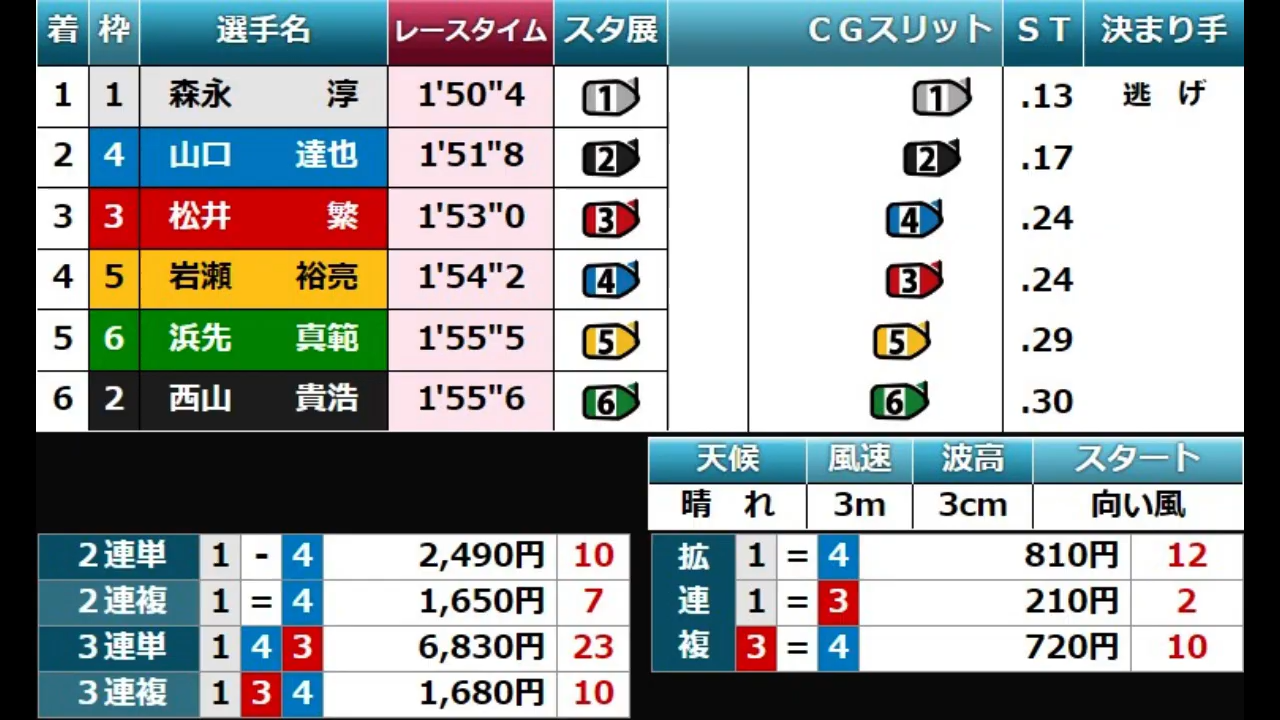 着 枠 選手名 レースタイム スタ展 CGスリット ST 決まり手
1 1 森永 淳 1'50"4 1 1 .13 逃げ
2 4 山口 達也 1'51"8 2 2 .17
3 3 松井 繁 1'53"0 3 4 .24
4 5 岩瀬 裕亮 1'54"2 4 3 .24
5 6 浜先 真範 1'55"5 5 5 .29
6 2 西山 貴浩 1'55"6 6 6 .30
天候 風速 波高 スタート
晴れ 3m 3cm 向い風
2連単 1 - 4 2,490円 10
2連複 1 = 4 1,650円 7
3連単 1 4 3 6,830円 23
3連複 1 3 4 1,680円 10
拡 1 = 4 810円 12
連 1 = 3 210円 2
複 3 = 4 720円 10